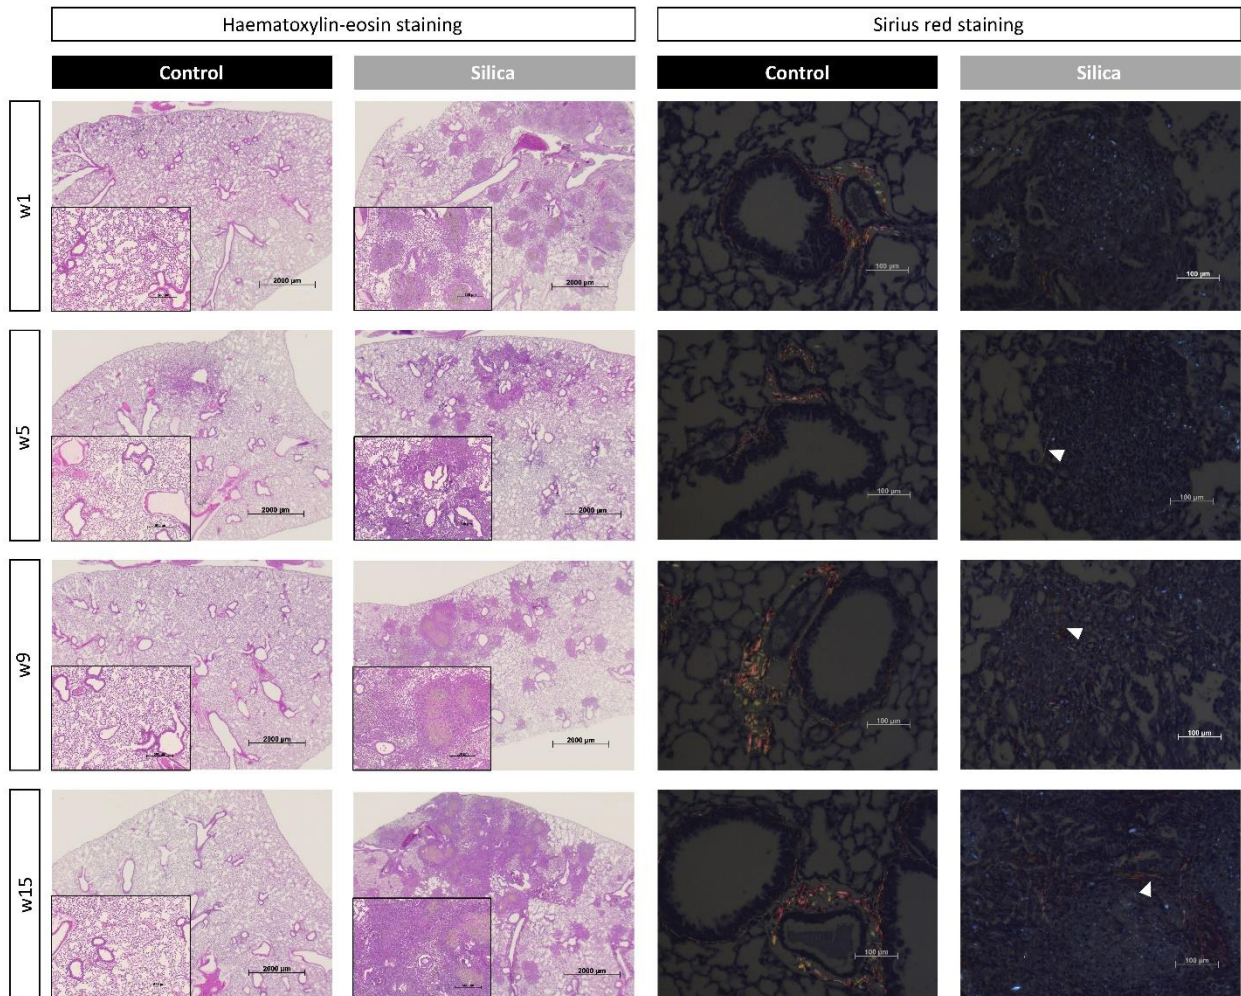 Haematoxylin-eosin staining
Sirius red staining
Control
Silica
Control
Silica
w1
2000 µm
2000 µm
100 µm
100 µm
w5
2000 µm
2000 µm
100 µm
100 µm
w9
2000 µm
2000 µm
100 µm
100 µm
w15
2000 µm
2000 µm
100 µm
100 µm